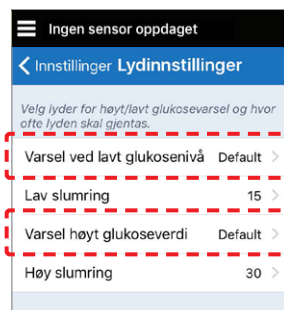 Ingen sensor oppdaget
Innstillinger Lydinnstillinger
Velg lyder for høyt/lavt glukosevarsel og hvor
ofte lyden skal gjentas.
Varsel ved lavt glukosenivå Default
Lav slumring 15
Varsel høyt glukoseverdi Default
Høy slumring 30